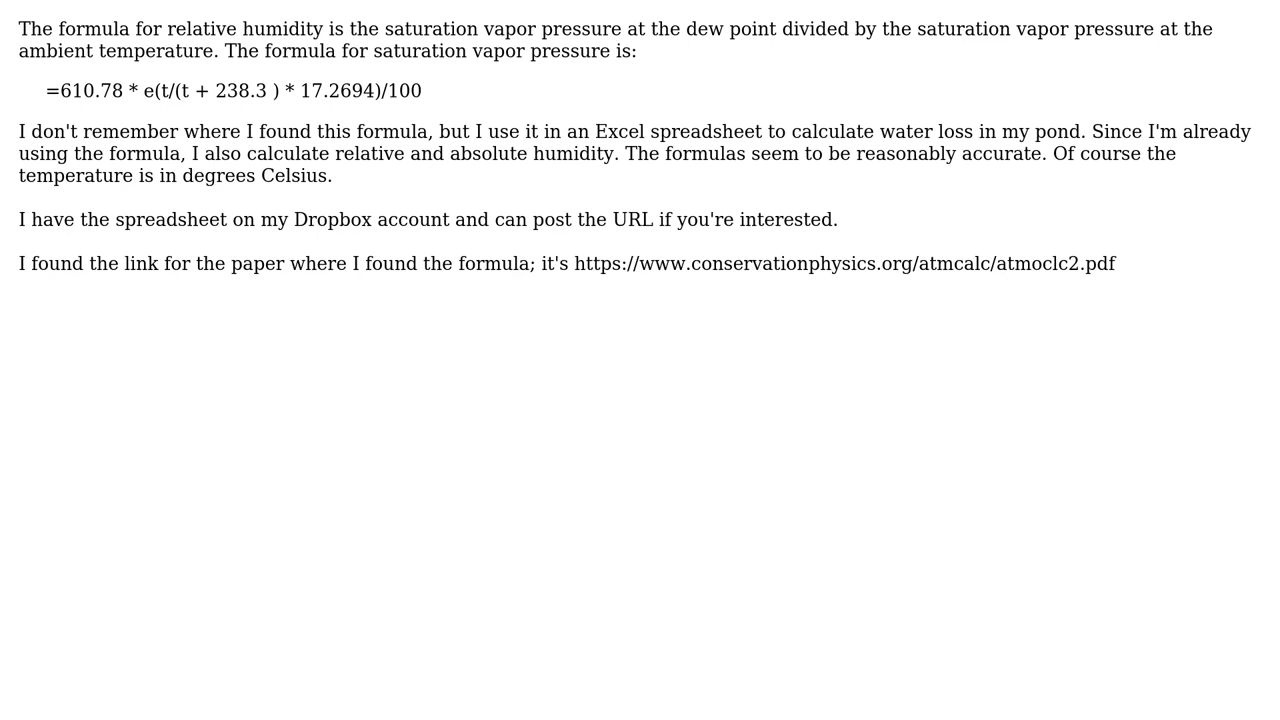 The formula for relative humidity is the saturation vapor pressure at the dew point divided by the saturation vapor pressure at the
ambient temperature. The formula for saturation vapor pressure is:
=610.78 * e(t/(t + 238.3 ) * 17.2694)/100
I don't remember where I found this formula, but I use it in an Excel spreadsheet to calculate water loss in my pond. Since I'm already
using the formula, I also calculate relative and absolute humidity. The formulas seem to be reasonably accurate. Of course the
temperature is in degrees Celsius.
I have the spreadsheet on my Dropbox account and can post the URL if you're interested.
I found the link for the paper where I found the formula; it's https://www.conservationphysics.org/atmcalc/atmoclc2.pdf